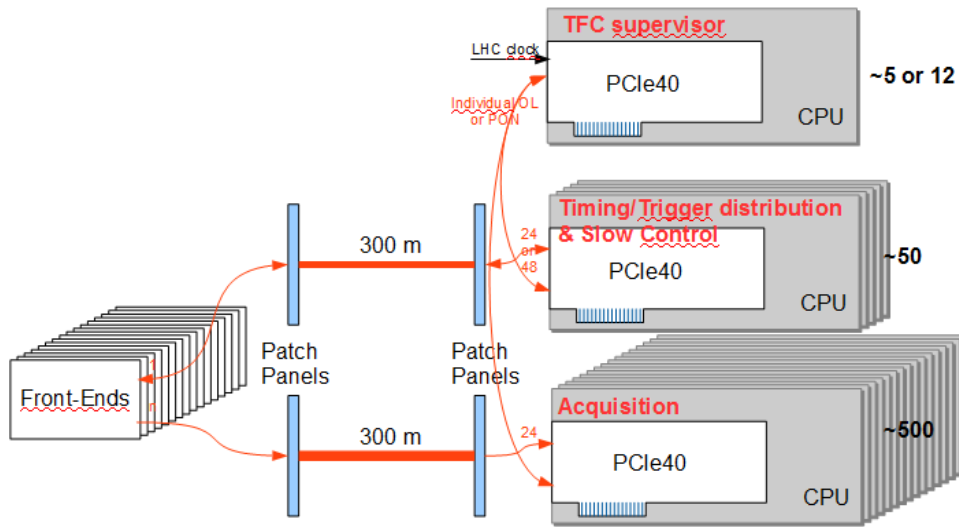 TFC supervisor
LHC clock
PCIe40
~5 or 12
CPU
Individual OL
or PON
Timing/Trigger distribution
& Slow Control
24
or
48
PCIe40
~50
CPU
300 m
Patch
Panels
Patch
Panels
Front-Ends
1
n
Acquisition
300 m
24
PCIe40
~500
CPU